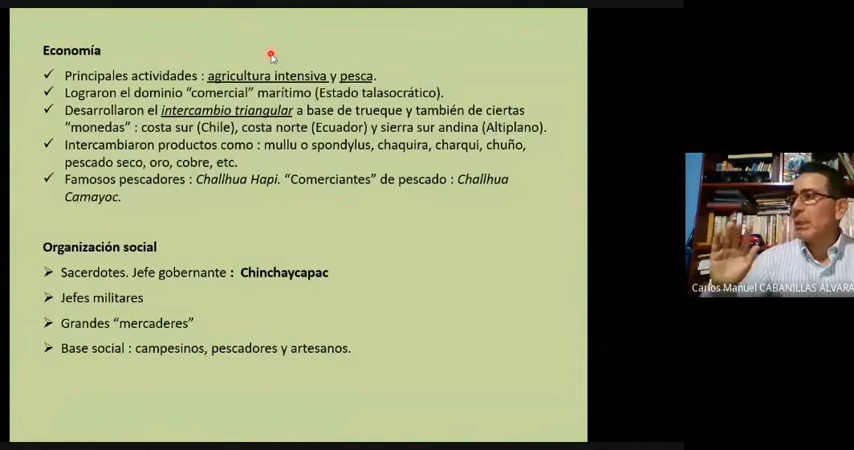 Economía
✓ Principales actividades : agricultura intensiva y pesca.
✓ Lograron el dominio “comercial” marítimo (Estado talasocrático).
✓ Desarrollaron el intercambio triangular a base de trueque y también de ciertas
“monedas” : costa sur (Chile), costa norte (Ecuador) y sierra sur andina (Altiplano).
✓ Intercambiaron productos como : mullu o spondylus, chaquira, charqui, chuño,
pescado seco, oro, cobre, etc.
✓ Famosos pescadores : Challhua Hapi. “Comerciantes” de pescado : Challhua
Camayoc.
Organización social
➢ Sacerdotes. Jefe gobernante : Chinchaycapac
➢ Jefes militares
➢ Grandes “mercaderes”
➢ Base social : campesinos, pescadores y artesanos.
Carlos Manuel CABANILLAS ALVARA